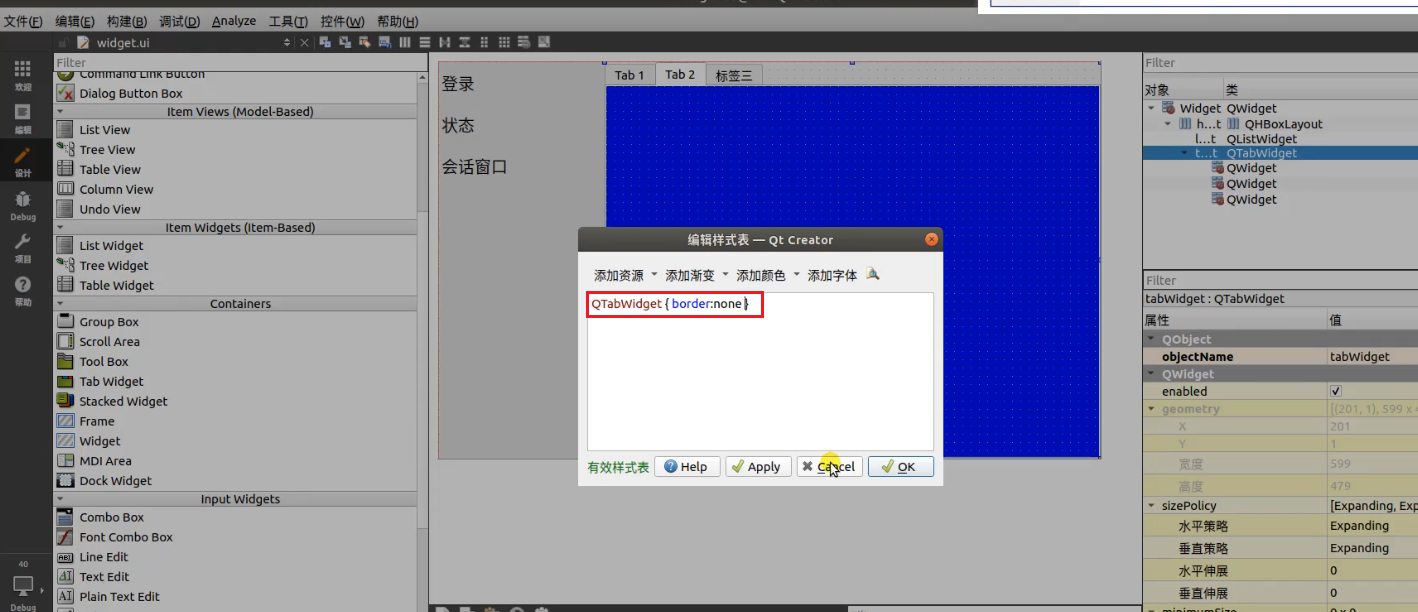 文件(F) 编辑(E) 构建(B) 调试(D) Analyze 工具(T) 控件(W) 帮助(H)
widget.ui
欢迎
编辑
设计
Debug
项目
帮助
40
Debug
Filter
Command Link Button
Dialog Button Box
Item Views (Model-Based)
List View
Tree View
Table View
Column View
Undo View
Item Widgets (Item-Based)
List Widget
Tree Widget
Table Widget
Containers
Group Box
Scroll Area
Tool Box
Tab Widget
Stacked Widget
Frame
Widget
MDI Area
Dock Widget
Input Widgets
Combo Box
Font Combo Box
Line Edit
Text Edit
Plain Text Edit
登录
状态
会话窗口
Tab 1 Tab 2 标签三
编辑样式表 — Qt Creator
添加资源 添加渐变 添加颜色 添加字体
QTabWidget { border:none }
有效样式表 Help Apply Cancel OK
Filter
对象 类
Widget QWidget
h...t QHBoxLayout
l...t QListWidget
t...t QTabWidget
QWidget
QWidget
QWidget
Filter
tabWidget : QTabWidget
属性 值
QObject
objectName tabWidget
QWidget
enabled
geometry [(201, 1), 599 x
X 201
Y 1
宽度 599
高度 479
sizePolicy [Expanding, Exp
水平策略 Expanding
垂直策略 Expanding
水平伸展 0
垂直伸展 0
minimumSize 0 x 0